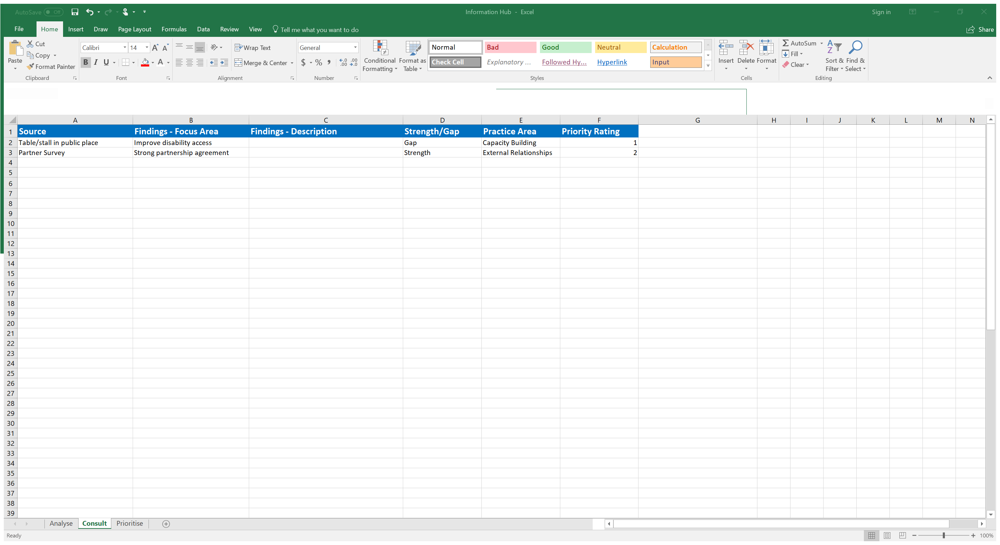 AutoSave Off Information Hub - Excel Sign in
File Home Insert Draw Page Layout Formulas Data Review View Tell me what you want to do Share
Cut
Copy
Format Painter
Paste
Clipboard
Calibri 14
B I U
Font
Wrap Text
Merge & Center
Alignment
General
$ % , .00 .0
Number
Conditional Formatting
Format as Table
Normal Bad Good Neutral Calculation
Check Cell Explanatory ... Followed Hy... Hyperlink Input
Styles
Insert Delete Format
Cells
AutoSum
Fill
Clear
Sort & Filter
Find & Select
Editing
A B C D E F G H I J K L M N
1 Source Findings - Focus Area Findings - Description Strength/Gap Practice Area Priority Rating
2 Table/stall in public place Improve disability access Gap Capacity Building 1
3 Partner Survey Strong partnership agreement Strength External Relationships 2
4
5
6
7
8
9
10
11
12
13
14
15
16
17
18
19
20
21
22
23
24
25
26
27
28
29
30
31
32
33
34
35
36
37
38
39
Analyse Consult Prioritise
Ready 100%